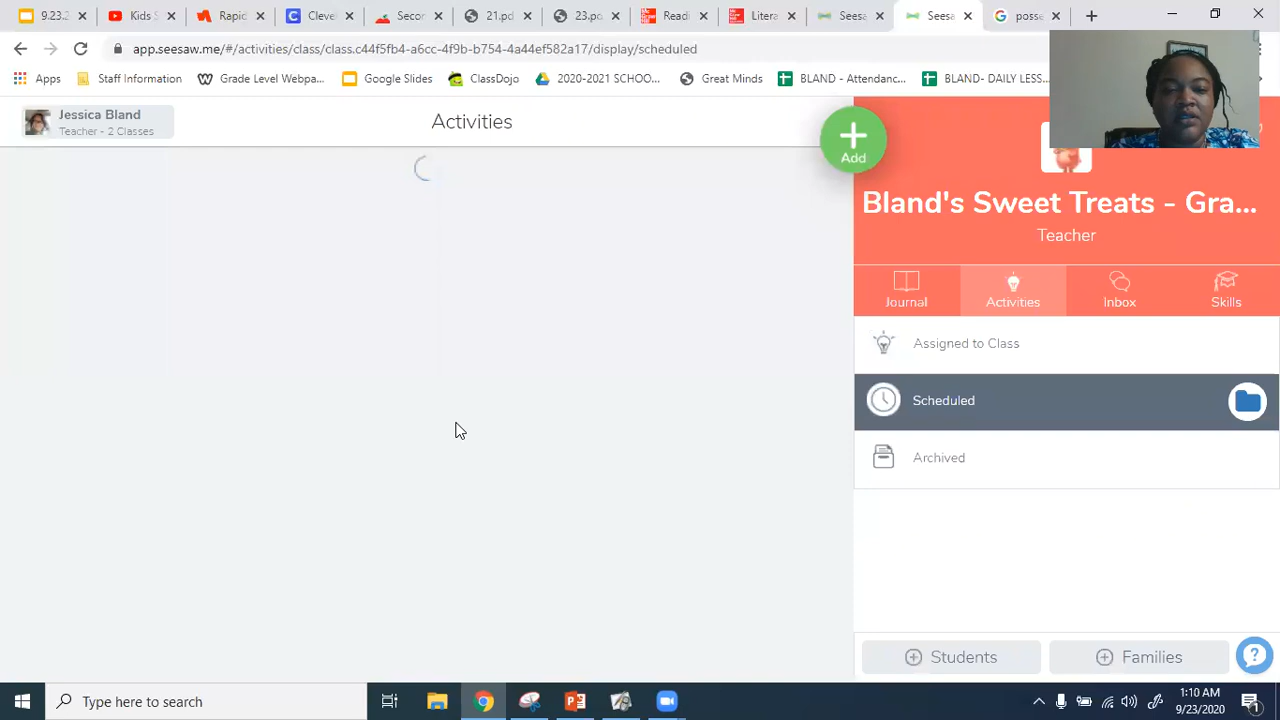 9.23.2
Kids S
Rapid
Clever
Secor
21.pd
23.pd
Readi
Litera
Seesa
Seesa
posse
app.seesaw.me/#/activities/class/class.c44f5fb4-a6cc-4f9b-b754-4a44ef582a17/display/scheduled
Apps
Staff Information
Grade Level Webpa...
Google Slides
ClassDojo
2020-2021 SCHOO...
Great Minds
BLAND - Attendanc...
BLAND- DAILY LESS...
Jessica Bland
Teacher - 2 Classes
Activities
Add
Bland's Sweet Treats - Gra...
Teacher
Journal
Activities
Inbox
Skills
Assigned to Class
Scheduled
Archived
Students
Families
Type here to search
1:10 AM
9/23/2020
1